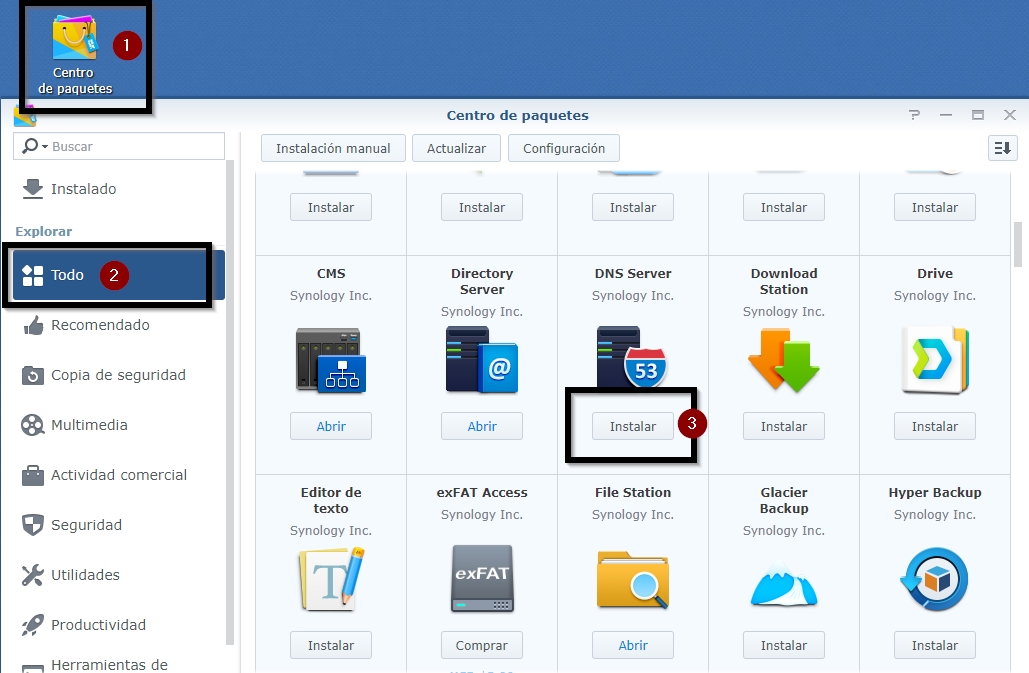 1
Centro
de paquetes
Centro de paquetes
Buscar
Instalación manual
Actualizar
Configuración
Instalado
Instalar
Instalar
Instalar
Instalar
Instalar
Explorar
Todo
2
Recomendado
Copia de seguridad
Multimedia
Actividad comercial
Seguridad
Utilidades
Productividad
Herramientas de
CMS
Synology Inc.
Abrir
Directory
Server
Synology Inc.
@
Abrir
DNS Server
Synology Inc.
53
Instalar
3
Download
Station
Synology Inc.
Instalar
Drive
Synology Inc.
Instalar
Editor de
texto
Synology Inc.
T
Instalar
exFAT Access
Synology Inc.
exFAT
Comprar
File Station
Synology Inc.
Abrir
Glacier
Backup
Synology Inc.
Instalar
Hyper Backup
Synology Inc.
Instalar